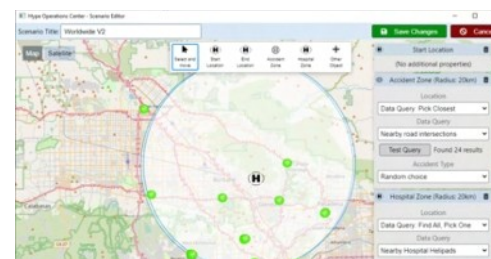 Hype Operations Center - Scenario Editor
Scenario Title: Worldwide V2
Save Changes
Cancel
Map
Satellite
Select and move
Start Location
End Location
Accident Zone
Hospital Zone
Other Object
Start Location
(No additional properties)
Accident Zone (Radius: 20km)
Location
Data Query: Pick Closest
Data Query
Nearby road intersections
Test Query
Found 24 results
Accident Type
Random choice
Hospital Zone (Radius: 20km)
Location
Data Query: Find All, Pick One
Data Query
Nearby Hospital Helipads